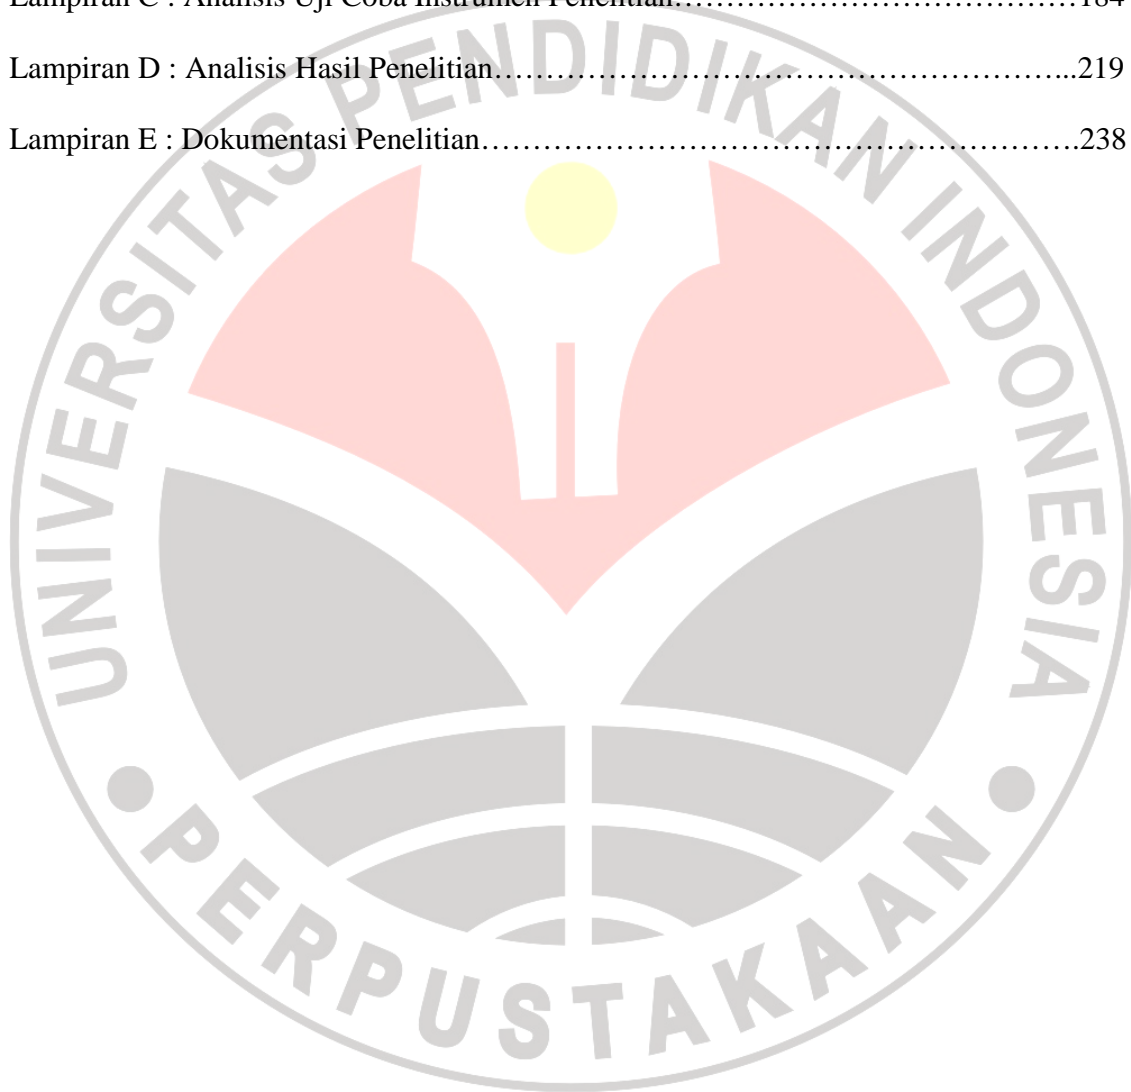 Lampiran C : Analisis Uji Coba Instrumen Penelitian……………………………………184
Lampiran D : Analisis Hasil Penelitian…………………………………………………...219
Lampiran E : Dokumentasi Penelitian………………………………………………….238
UNIVERSITAS PENDIDIKAN INDONESIA
PERPUSTAKAAN